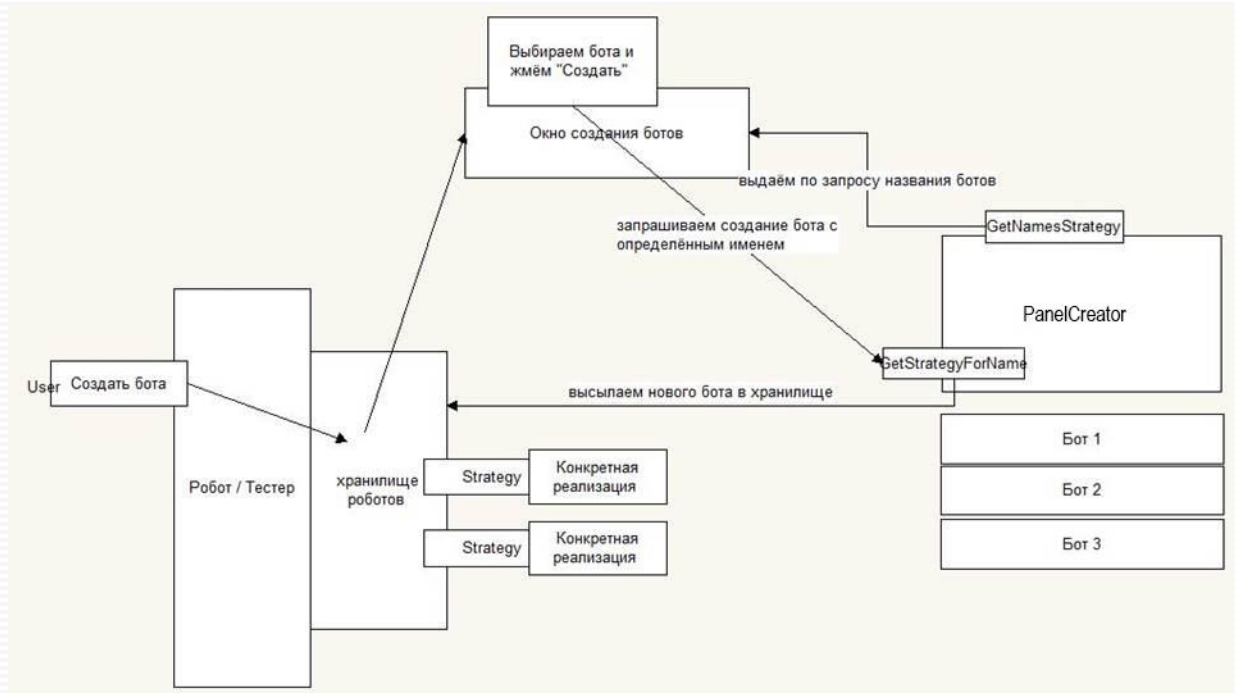 Выбираем бота и
жмём "Создать"
Окно создания ботов
выдаём по запросу названия ботов
запрашиваем создание бота с
определённым именем
GetNamesStrategy
PanelCreator
GetStrategyForName
User
Создать бота
высылаем нового бота в хранилище
Робот / Тестер
хранилище
роботов
Strategy
Конкретная
реализация
Strategy
Конкретная
реализация
Бот 1
Бот 2
Бот 3